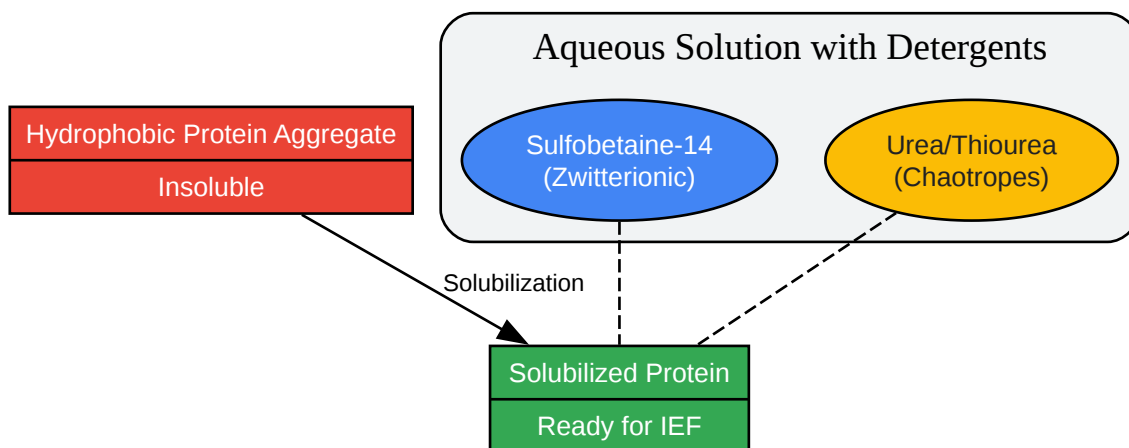 Aqueous Solution with Detergents
Hydrophobic Protein Aggregate
Insoluble
Sulfobetaine-14
(Zwitterionic)
Urea/Thiourea
(Chaotropes)
Solubilization
Solubilized Protein
Ready for IEF